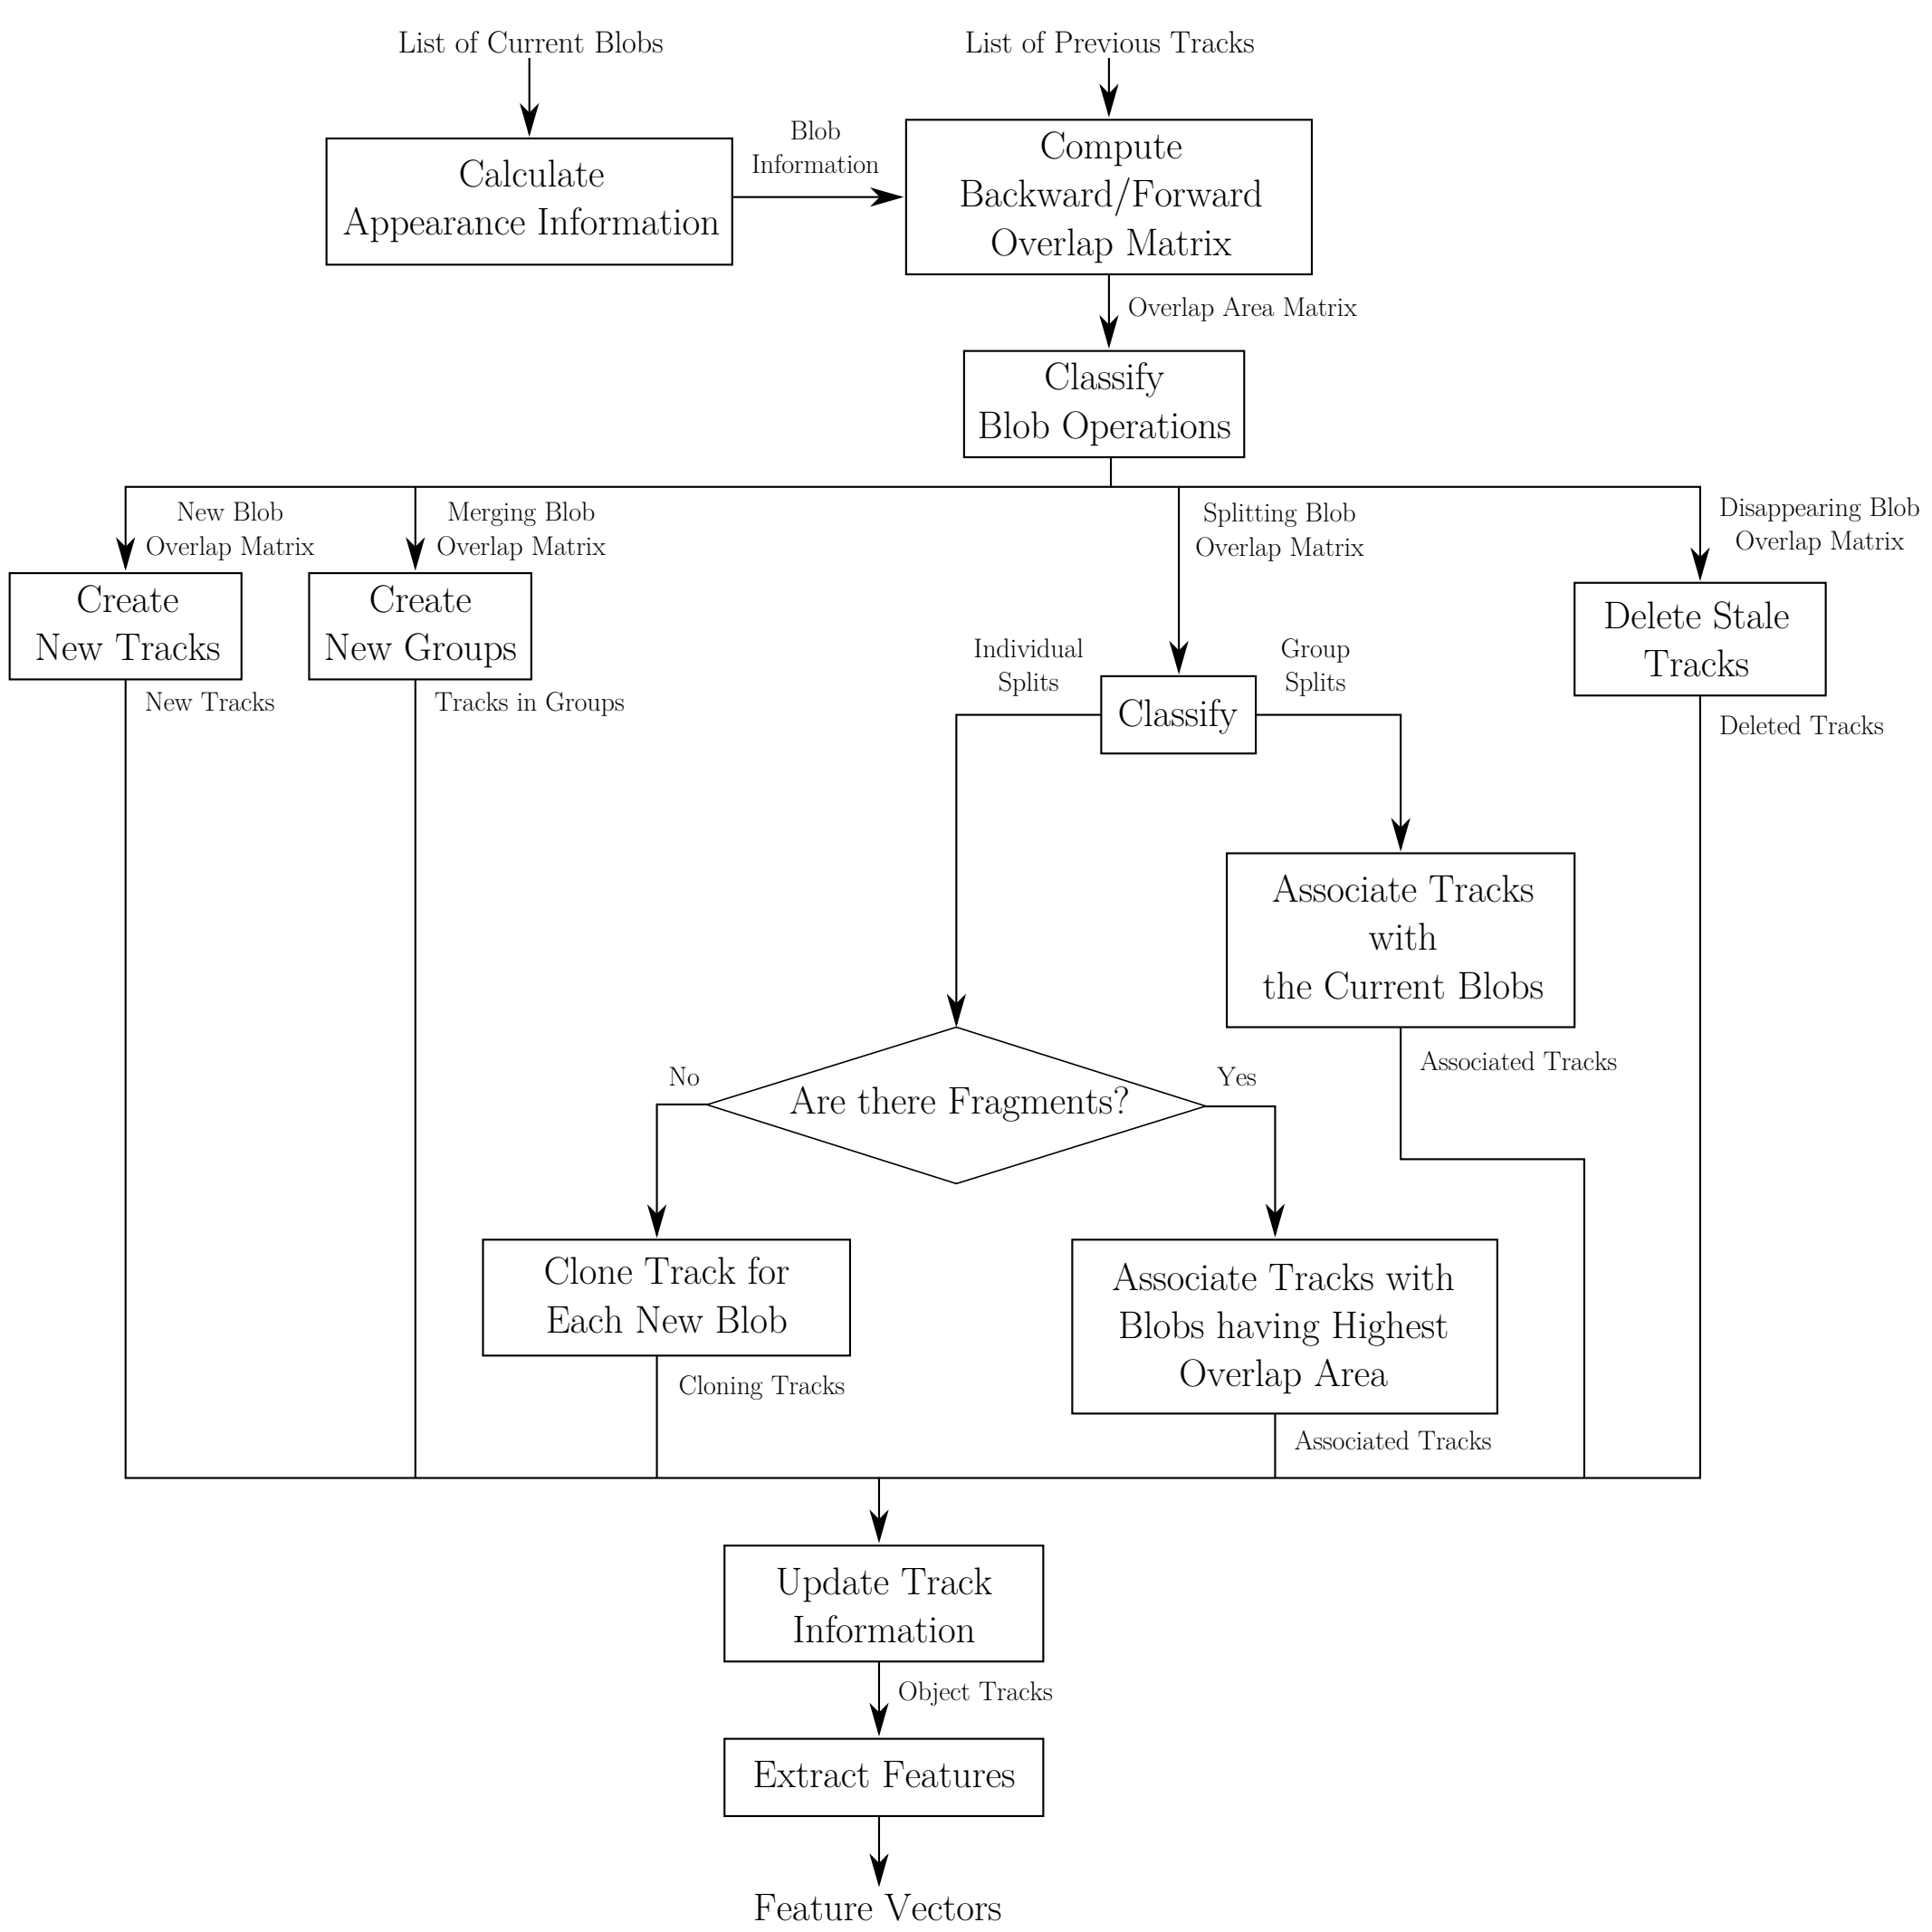 List of Current Blobs
List of Previous Tracks
Calculate
Appearance Information
Blob
Information
Compute
Backward/Forward
Overlap Matrix
Overlap Area Matrix
Classify
Blob Operations
New Blob
Overlap Matrix
Merging Blob
Overlap Matrix
Splitting Blob
Overlap Matrix
Disappearing Blob
Overlap Matrix
Create
New Tracks
Create
New Groups
Delete Stale
Tracks
New Tracks
Tracks in Groups
Individual
Splits
Group
Splits
Classify
Deleted Tracks
Associate Tracks
with
the Current Blobs
Associated Tracks
No
Are there Fragments?
Yes
Clone Track for
Each New Blob
Associate Tracks with
Blobs having Highest
Overlap Area
Cloning Tracks
Associated Tracks
Update Track
Information
Object Tracks
Extract Features
Feature Vectors